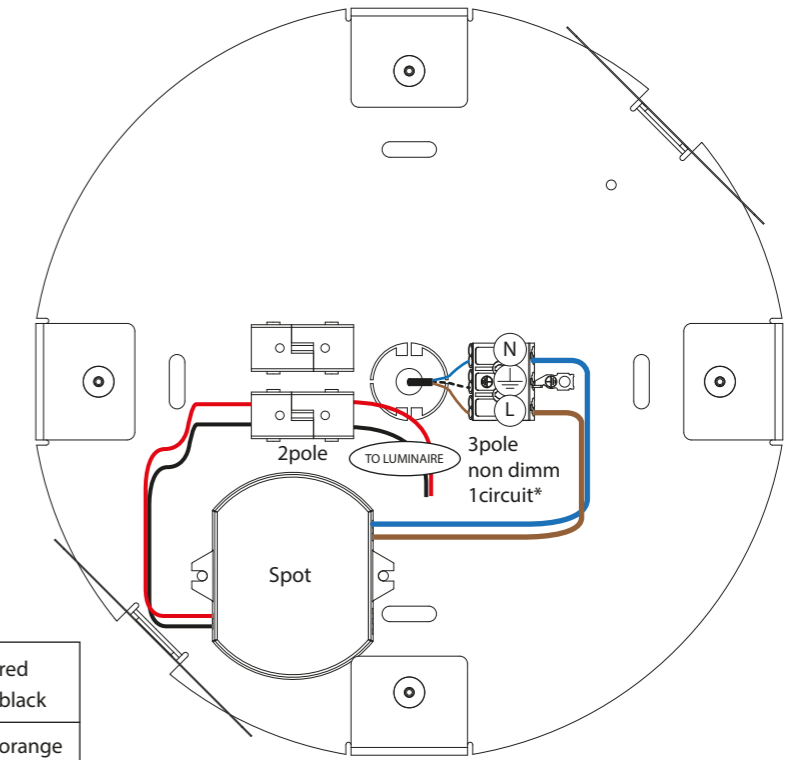 N
L
2pole
TO LUMINAIRE
3pole
non dimm
1circuit*
Spot
red
black
orange